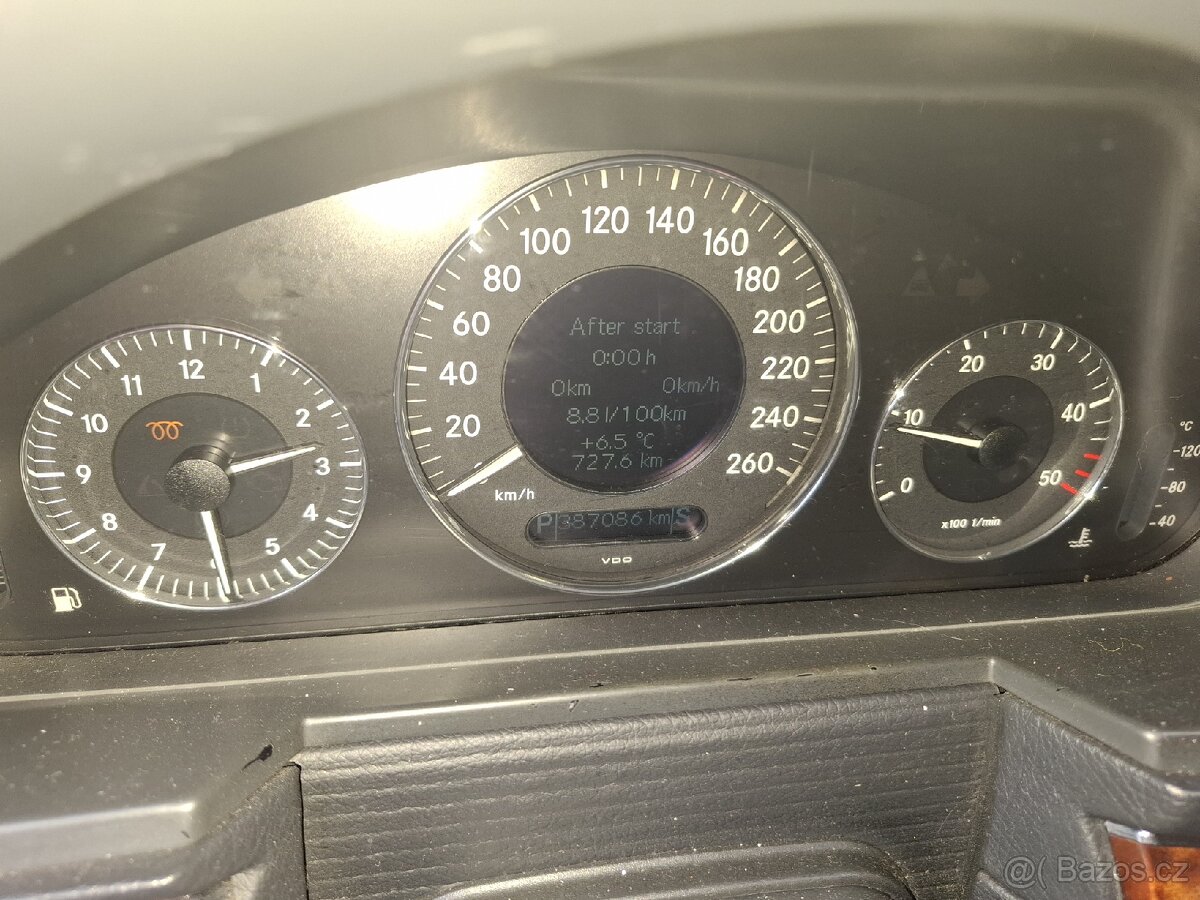 12
1
2
3
4
5
7
8
9
10
11
20
40
60
80
100
120
140
160
180
200
220
240
260
km/h
After start
0:00 h
0km 0km/h
8.8 l/100km
+6.5 °C
727.6 km
P 387086 km S
VDO
0
10
20
30
40
50
x100 1/min
°C
120
80
40
@( Bazos.cz